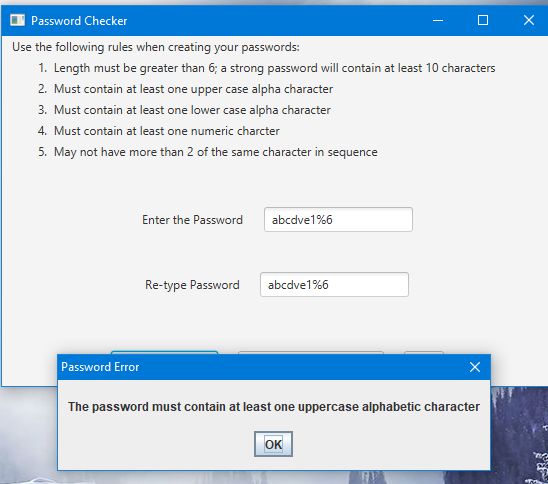 Password Checker
Use the following rules when creating your passwords:
1. Length must be greater than 6; a strong password will contain at least 10 characters
2. Must contain at least one upper case alpha character
3. Must contain at least one lower case alpha character
4. Must contain at least one numeric charcter
5. May not have more than 2 of the same character in sequence
Enter the Password abcdve1%6
Re-type Password abcdve1%6
Password Error
The password must contain at least one uppercase alphabetic character
OK